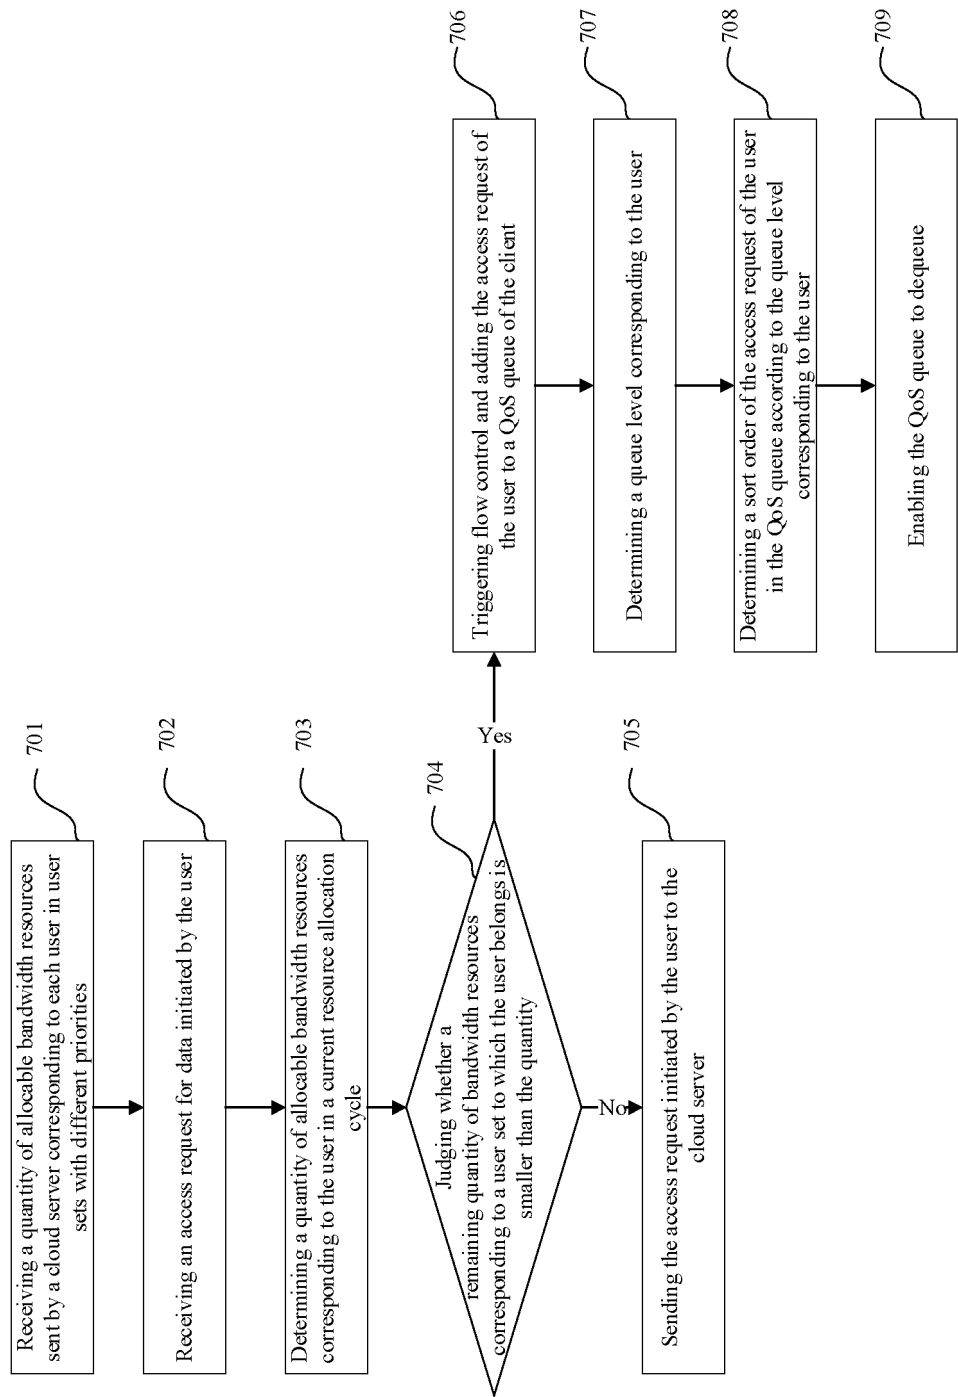 701
Receiving a quantity of allocable bandwidth resources
sent by a cloud server corresponding to each user in user
sets with different priorities
702
Receiving an access request for data initiated by the user
703
Determining a quantity of allocable bandwidth resources
corresponding to the user in a current resource allocation
cycle
704
Judging whether a
remaining quantity of bandwidth resources
corresponding to a user set to which the user belongs is
smaller than the quantity
Yes
No
705
Sending the access request initiated by the user to the
cloud server
706
Triggering flow control and adding the access request of
the user to a QoS queue of the client
707
Determining a queue level corresponding to the user
708
Determining a sort order of the access request of the user
in the QoS queue according to the queue level
corresponding to the user
709
Enabling the QoS queue to dequeue